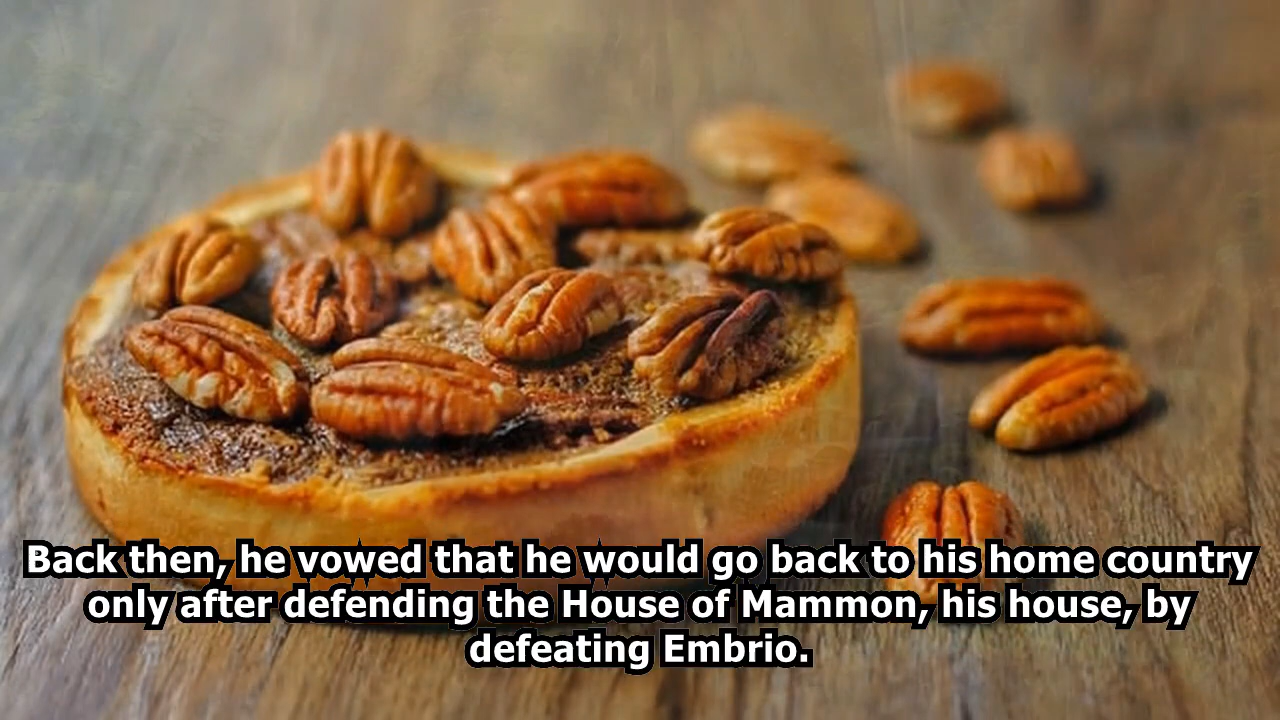 Back then, he vowed that he would go back to his home country
only after defending the House of Mammon, his house, by
defeating Embrio.